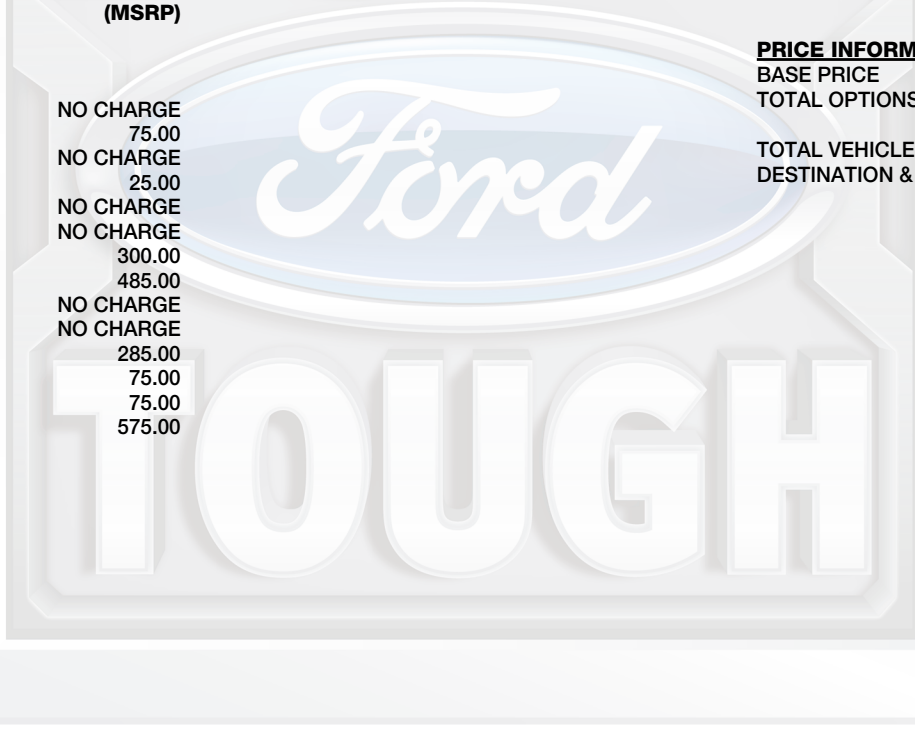 (MSRP)
NO CHARGE
75.00
NO CHARGE
25.00
NO CHARGE
NO CHARGE
300.00
485.00
NO CHARGE
NO CHARGE
285.00
75.00
75.00
575.00
PRICE INFORM
BASE PRICE
TOTAL OPTIONS
TOTAL VEHICLE
DESTINATION &
Ford
TOUGH